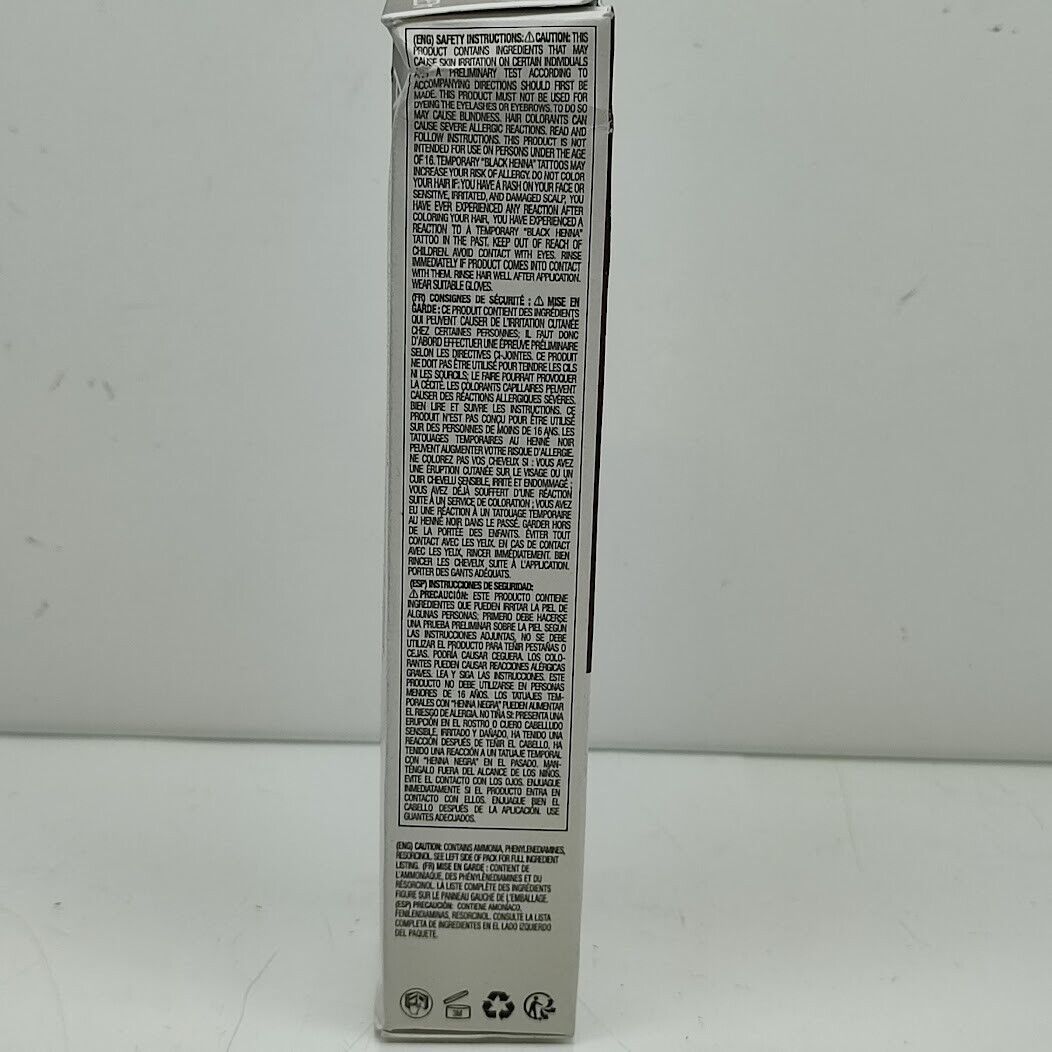 (ENG) SAFETY INSTRUCTIONS: ⚠ CAUTION: THIS
PRODUCT CONTAINS INGREDIENTS THAT MAY
CAUSE SKIN IRRITATION ON CERTAIN INDIVIDUALS
A PRELIMINARY TEST ACCORDING TO
ACCOMPANYING DIRECTIONS SHOULD FIRST BE
MADE. THIS PRODUCT MUST NOT BE USED FOR
DYEING THE EYELASHES OR EYEBROWS. TO DO SO
MAY CAUSE BLINDNESS. HAIR COLORANTS CAN
CAUSE SEVERE ALLERGIC REACTIONS. READ AND
FOLLOW INSTRUCTIONS. THIS PRODUCT IS NOT
INTENDED FOR USE ON PERSONS UNDER THE AGE
OF 16. TEMPORARY "BLACK HENNA" TATTOOS MAY
INCREASE YOUR RISK OF ALLERGY. DO NOT COLOR
YOUR HAIR IF: YOU HAVE A RASH ON YOUR FACE OR
SENSITIVE, IRRITATED, AND DAMAGED SCALP, YOU
HAVE EVER EXPERIENCED ANY REACTION AFTER
COLORING YOUR HAIR, YOU HAVE EXPERIENCED A
REACTION TO A TEMPORARY "BLACK HENNA"
TATTOO IN THE PAST. KEEP OUT OF REACH OF
CHILDREN. AVOID CONTACT WITH EYES. RINSE
IMMEDIATELY IF PRODUCT COMES INTO CONTACT
WITH THEM. RINSE HAIR WELL AFTER APPLICATION.
WEAR SUITABLE GLOVES.
(FR) CONSIGNES DE SÉCURITÉ : ⚠ MISE EN
GARDE : CE PRODUIT CONTIENT DES INGRÉDIENTS
QUI PEUVENT CAUSER DE L'IRRITATION CUTANÉE
CHEZ CERTAINES PERSONNES; IL FAUT DONC
D'ABORD EFFECTUER UNE ÉPREUVE PRÉLIMINAIRE
SELON LES DIRECTIVES CI-JOINTES. CE PRODUIT
NE DOIT PAS ÊTRE UTILISÉ POUR TEINDRE LES CILS
NI LES SOURCILS; LE FAIRE POURRAIT PROVOQUER
LA CÉCITÉ. LES COLORANTS CAPILLAIRES PEUVENT
CAUSER DES RÉACTIONS ALLERGIQUES SÉVÈRES.
BIEN LIRE ET SUIVRE LES INSTRUCTIONS. CE
PRODUIT N'EST PAS CONÇU POUR ÊTRE UTILISÉ
SUR DES PERSONNES DE MOINS DE 16 ANS. LES
TATOUAGES TEMPORAIRES AU HENNÉ NOIR
PEUVENT AUGMENTER VOTRE RISQUE D'ALLERGIE.
NE COLOREZ PAS VOS CHEVEUX SI : VOUS AVEZ
UNE ÉRUPTION CUTANÉE SUR LE VISAGE OU UN
CUIR CHEVELU SENSIBLE, IRRITÉ ET ENDOMMAGÉ ;
VOUS AVEZ DÉJÀ SOUFFERT D'UNE RÉACTION
SUITE À UN SERVICE DE COLORATION ; VOUS AVEZ
EU UNE RÉACTION À UN TATOUAGE TEMPORAIRE
AU HENNÉ NOIR DANS LE PASSÉ. GARDER HORS
DE LA PORTÉE DES ENFANTS. ÉVITER TOUT
CONTACT AVEC LES YEUX. EN CAS DE CONTACT
AVEC LES YEUX, RINCER IMMÉDIATEMENT. BIEN
RINCER LES CHEVEUX SUITE À L'APPLICATION.
PORTER DES GANTS ADÉQUATS.
(ESP) INSTRUCCIONES DE SEGURIDAD:
⚠ PRECAUCIÓN: ESTE PRODUCTO CONTIENE
INGREDIENTES QUE PUEDEN IRRITAR LA PIEL DE
ALGUNAS PERSONAS; PRIMERO DEBE HACERSE
UNA PRUEBA PRELIMINAR SOBRE LA PIEL SEGÚN
LAS INSTRUCCIONES ADJUNTAS, NO SE DEBE
UTILIZAR EL PRODUCTO PARA TEÑIR PESTAÑAS O
CEJAS. PODRÍA CAUSAR CEGUERA. LOS COLO-
RANTES PUEDEN CAUSAR REACCIONES ALÉRGICAS
GRAVES. LEA Y SIGA LAS INSTRUCCIONES. ESTE
PRODUCTO NO DEBE UTILIZARSE EN PERSONAS
MENORES DE 16 AÑOS. LOS TATUAJES TEM-
PORALES CON "HENNA NEGRA" PUEDEN AUMENTAR
EL RIESGO DE ALERGIA. NO TIÑA SI: PRESENTA UNA
ERUPCIÓN EN EL ROSTRO O CUERO CABELLUDO
SENSIBLE, IRRITADO Y DAÑADO, HA TENIDO UNA
REACCIÓN DESPUÉS DE TEÑIR EL CABELLO, HA
TENIDO UNA REACCIÓN A UN TATUAJE TEMPORAL
CON "HENNA NEGRA" EN EL PASADO. MAN-
TÉNGALO FUERA DEL ALCANCE DE LOS NIÑOS.
EVITE EL CONTACTO CON LOS OJOS. ENJUAGUE
INMEDIATAMENTE SI EL PRODUCTO ENTRA EN
CONTACTO CON ELLOS. ENJUAGUE BIEN EL
CABELLO DESPUÉS DE LA APLICACIÓN. USE
GUANTES ADECUADOS.
(ENG) CAUTION: CONTAINS AMMONIA, PHENYLENEDIAMINES,
RESORCINOL. SEE LEFT SIDE OF PACK FOR FULL INGREDIENT
LISTING. (FR) MISE EN GARDE : CONTIENT DE
L'AMMONIAQUE, DES PHÉNYLÈNEDIAMINES ET DU
RÉSORCINOL. LA LISTE COMPLÈTE DES INGRÉDIENTS
FIGURE SUR LE PANNEAU GAUCHE DE L'EMBALLAGE.
(ESP) PRECAUCIÓN: CONTIENE AMONÍACO,
FENILENDIAMINAS, RESORCINOL. CONSULTE LA LISTA
COMPLETA DE INGREDIENTES EN EL LADO IZQUIERDO
DEL PAQUETE.